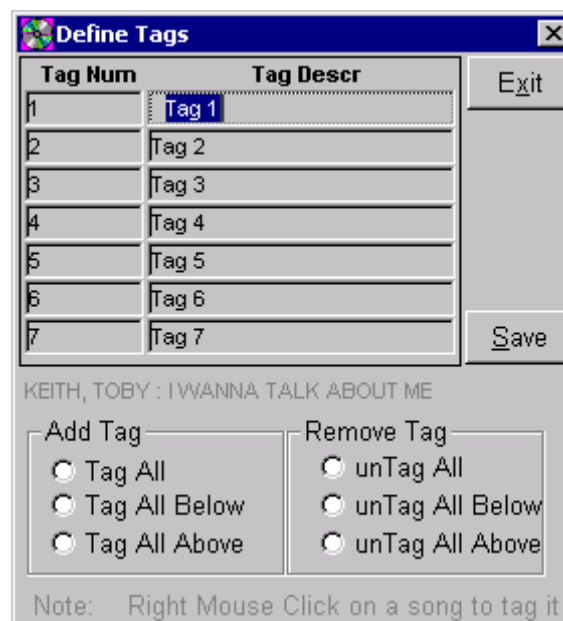 Define Tags
Tag Num Tag Descr
Exit
1 Tag 1
2 Tag 2
3 Tag 3
4 Tag 4
5 Tag 5
6 Tag 6
7 Tag 7
Save
KEITH, TOBY : I WANNA TALK ABOUT ME
Add Tag
Tag All
Tag All Below
Tag All Above
Remove Tag
unTag All
unTag All Below
unTag All Above
Note: Right Mouse Click on a song to tag it